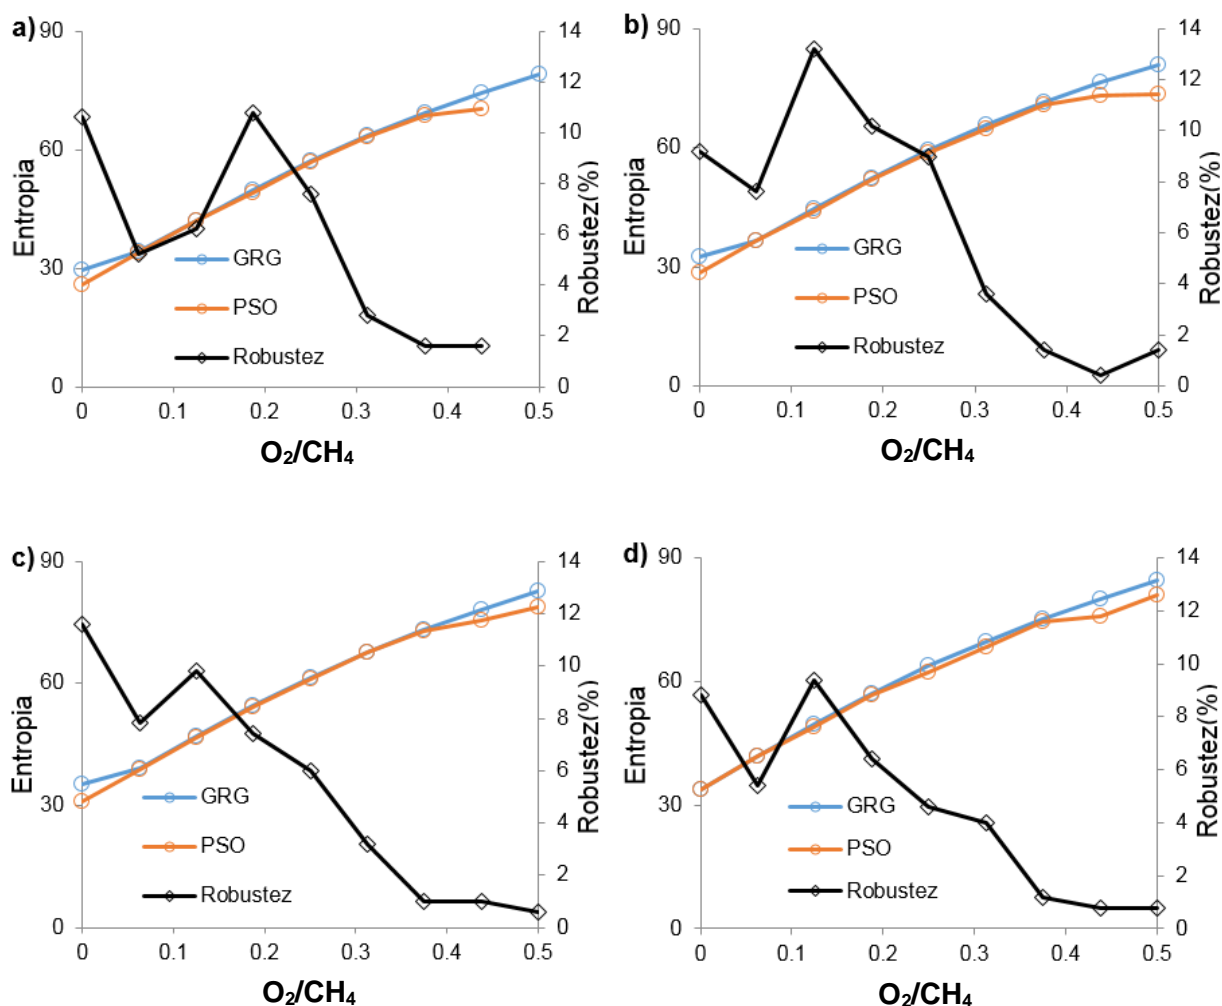 a)
90
60
30
0
Entropia
14
12
10
8
6
4
2
0
Robustez(%)
GRG
PSO
Robustez
0 0.1 0.2 0.3 0.4 0.5
O₂/CH₄
b)
90
60
30
0
Entropia
14
12
10
8
6
4
2
0
Robustez(%)
GRG
PSO
Robustez
0 0.1 0.2 0.3 0.4 0.5
O₂/CH₄
c)
90
60
30
0
Entropia
14
12
10
8
6
4
2
0
Robustez(%)
GRG
PSO
Robustez
0 0.1 0.2 0.3 0.4 0.5
O₂/CH₄
d)
90
60
30
0
Entropia
14
12
10
8
6
4
2
0
Robustez(%)
GRG
PSO
Robustez
0 0.1 0.2 0.3 0.4 0.5
O₂/CH₄